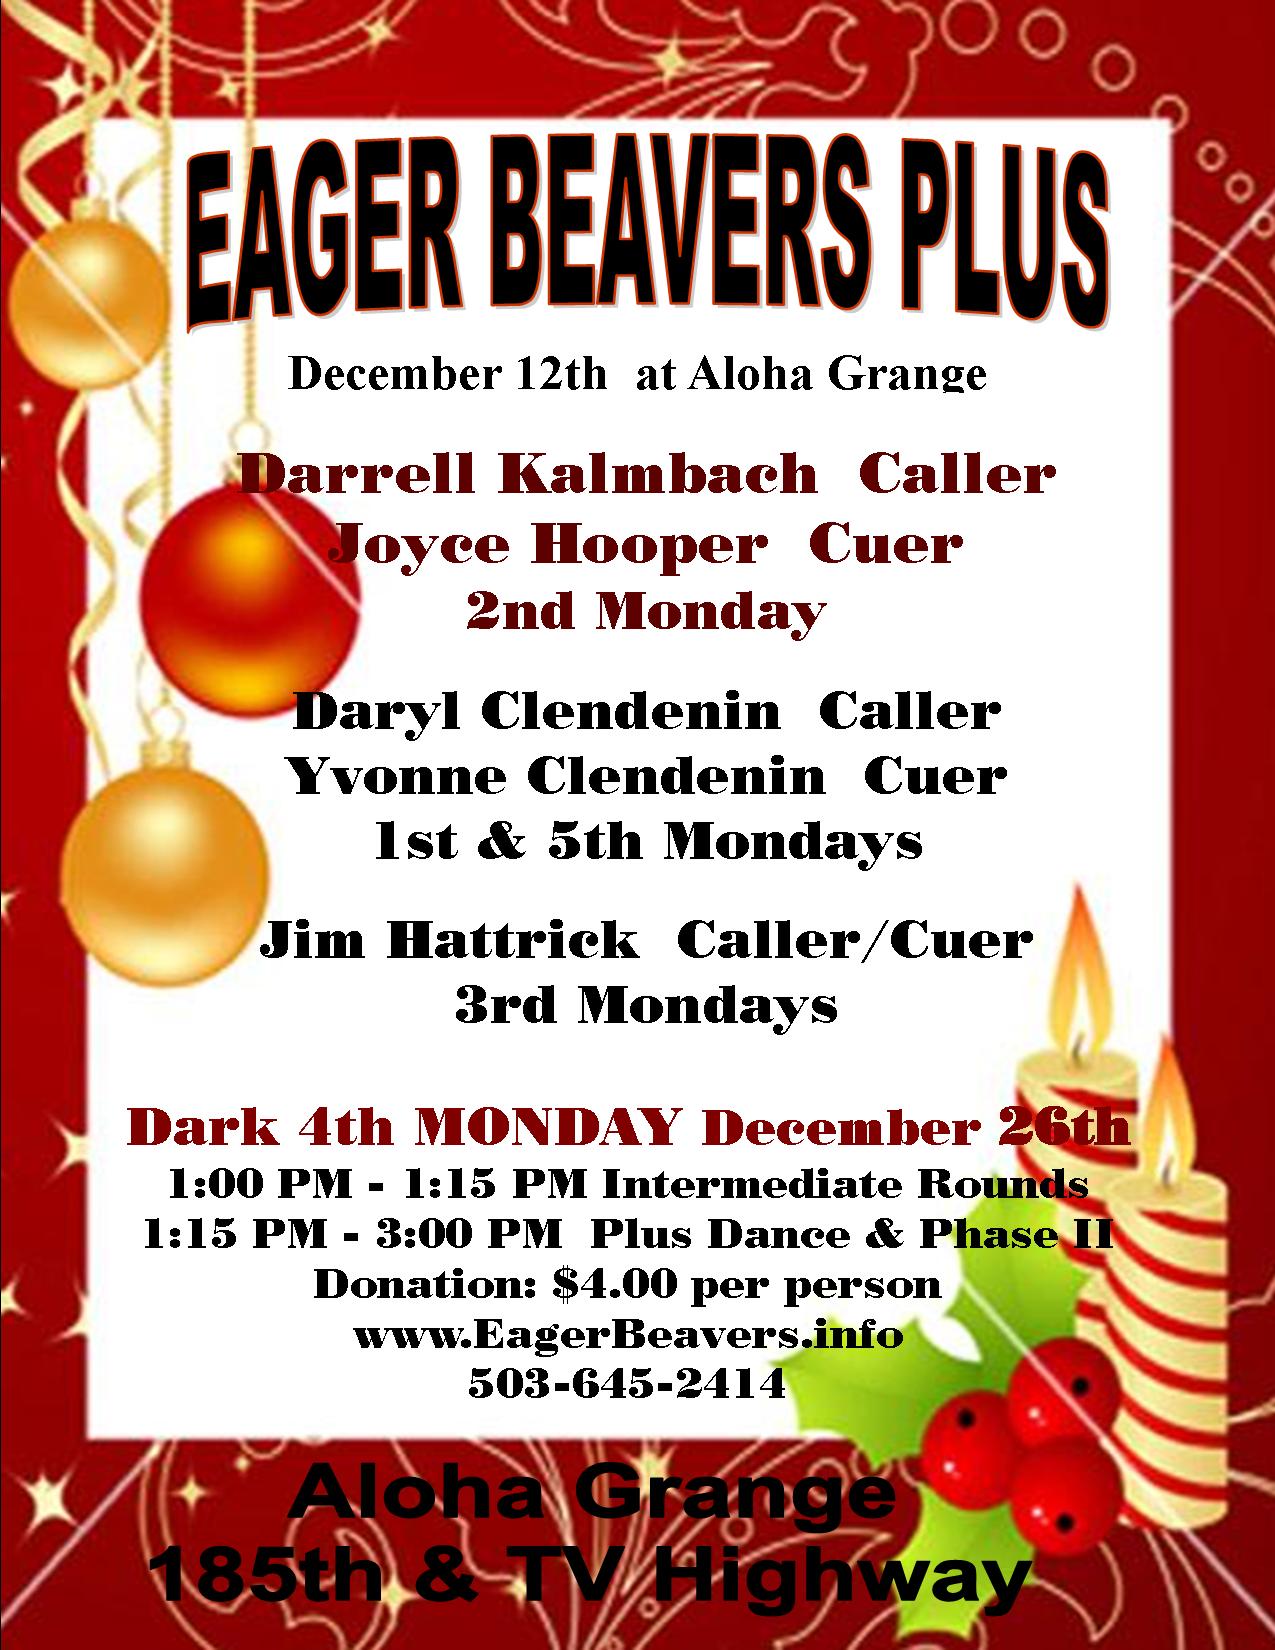 EAGER BEAVERS PLUS
December 12th at Aloha Grange
Darrell Kalmbach Caller
Joyce Hooper Cuer
2nd Monday
Daryl Clendenin Caller
Yvonne Clendenin Cuer
1st & 5th Mondays
Jim Hattrick Caller/Cuer
3rd Mondays
Dark 4th MONDAY December 26th
1:00 PM - 1:15 PM Intermediate Rounds
1:15 PM - 3:00 PM Plus Dance & Phase II
Donation: $4.00 per person
www.EagerBeavers.info
503-645-2414
Aloha Grange
185th & TV Highway